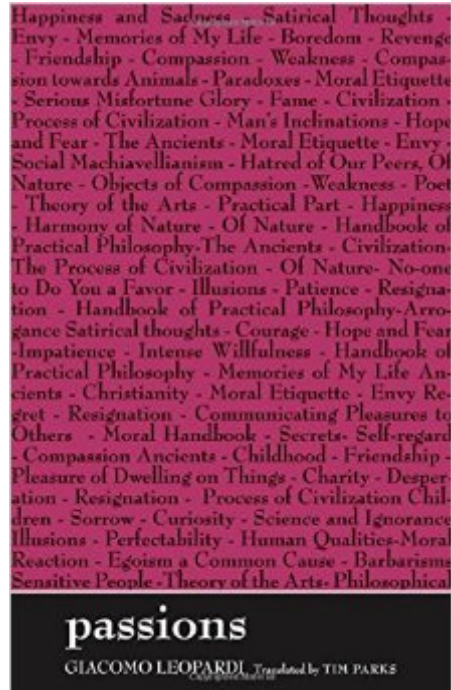 Happiness and Sadness - Satirical Thoughts -
Envy - Memories of My Life - Boredom - Revenge
- Friendship - Compassion - Weakness - Compas-
sion towards Animals - Paradoxes - Moral Etiquette
- Serious Misfortune Glory - Fame - Civilization -
Process of Civilization - Man's Inclinations - Hope
and Fear - The Ancients - Moral Etiquette - Envy -
Social Machiavellianism - Hatred of Our Peers, Of
Nature - Objects of Compassion -Weakness - Poet
- Theory of the Arts - Practical Part - Happiness
- Harmony of Nature - Of Nature - Handbook of
Practical Philosophy-The Ancients - Civilization-
The Process of Civilization - Of Nature- No-one
to Do You a Favor - Illusions - Patience - Resigna-
tion - Handbook of Practical Philosophy-Arro-
gance Satirical thoughts - Courage - Hope and Fear
-Impatience - Intense Willfulness - Handbook of
Practical Philosophy - Memories of My Life An-
cients - Christianity - Moral Etiquette - Envy Re-
gret - Resignation - Communicating Pleasures to
Others - Moral Handbook - Secrets- Self-regard
- Compassion Ancients - Childhood - Friendship -
Pleasure of Dwelling on Things - Charity - Desper-
ation - Resignation - Process of Civilization Chil-
dren - Sorrow - Curiosity - Science and Ignorance
Illusions - Perfectability - Human Qualities-Moral
Reaction - Egoism a Common Cause - Barbarisms
Sensitive People -Theory of the Arts- Philosophical
passions
GIACOMO LEOPARDI Translated by TIM PARKS